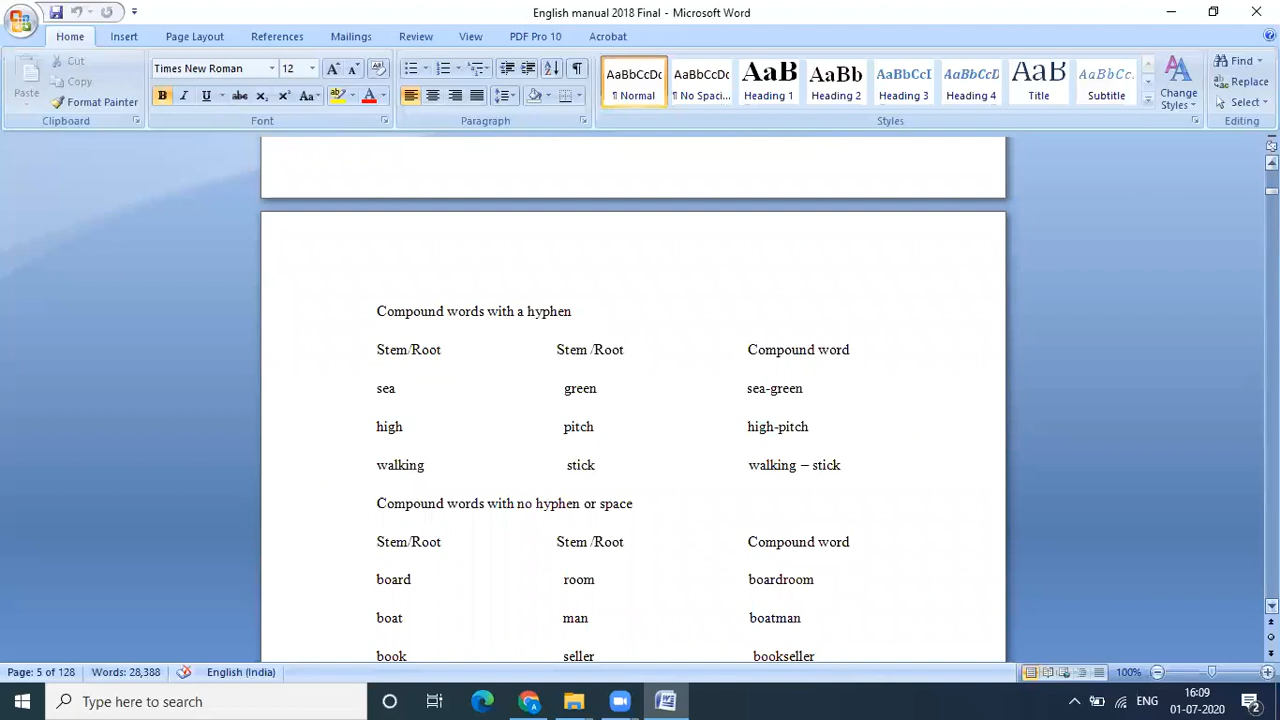 English manual 2018 Final - Microsoft Word
Home Insert Page Layout References Mailings Review View PDF Pro 10 Acrobat
Paste Cut Copy Format Painter Clipboard
Times New Roman 12 Font
Paragraph
AaBbCcDc ¶ Normal AaBbCcDc ¶ No Spaci... AaB Heading 1 AaBb Heading 2 AaBbCcI Heading 3 AaBbCcD Heading 4 AaB Title AaBbCc. Subtitle Change Styles Styles
Find Replace Select Editing
Compound words with a hyphen
Stem/Root Stem /Root Compound word
sea green sea-green
high pitch high-pitch
walking stick walking – stick
Compound words with no hyphen or space
Stem/Root Stem /Root Compound word
board room boardroom
boat man boatman
book seller bookseller
Page: 5 of 128 Words: 28,388 English (India) 100%
Type here to search ENG 16:09
01-07-2020 2